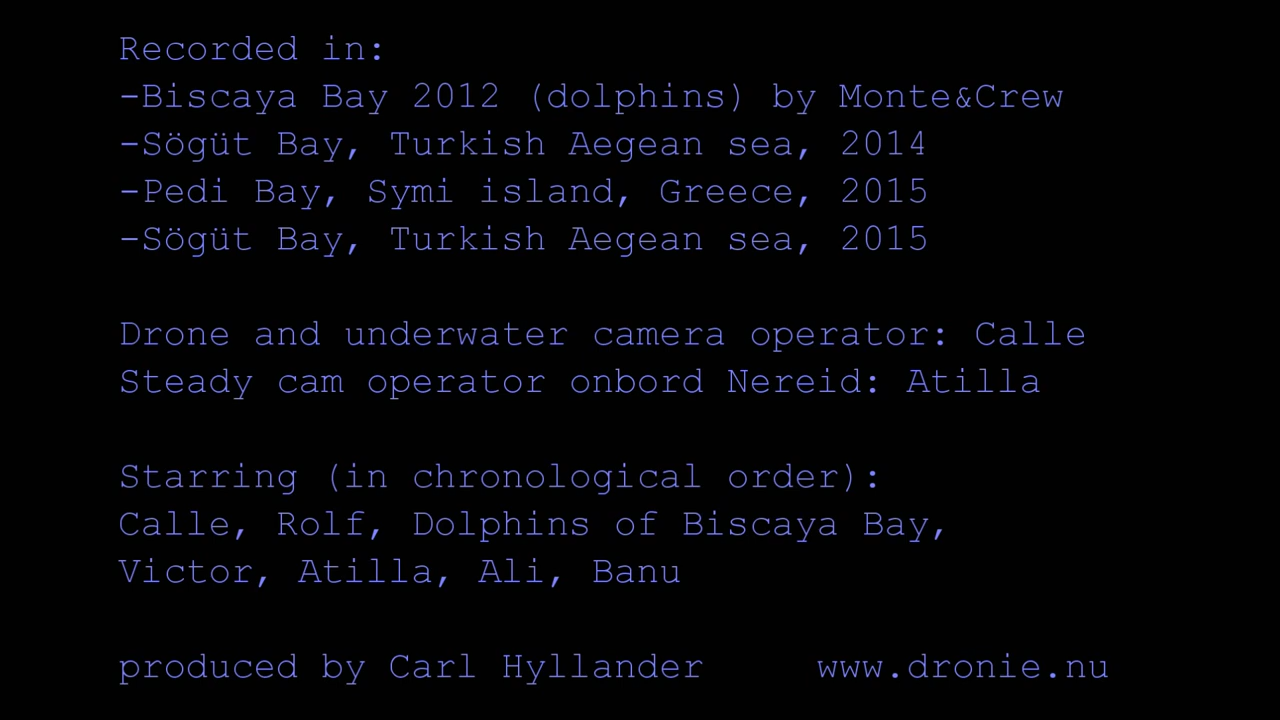 Recorded in:
-Biscaya Bay 2012 (dolphins) by Monte&Crew
-Sögüt Bay, Turkish Aegean sea, 2014
-Pedi Bay, Symi island, Greece, 2015
-Sögüt Bay, Turkish Aegean sea, 2015
Drone and underwater camera operator: Calle
Steady cam operator onbord Nereid: Atilla
Starring (in chronological order):
Calle, Rolf, Dolphins of Biscaya Bay,
Victor, Atilla, Ali, Banu
produced by Carl Hyllander www.dronie.nu